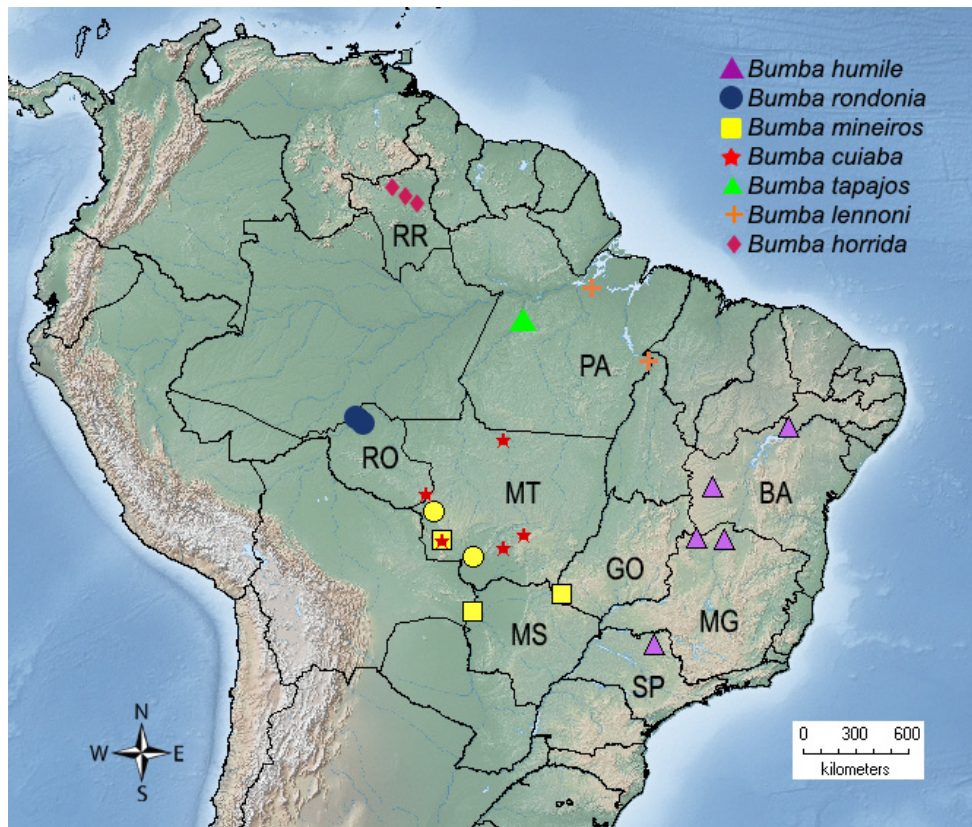 Bumba humile
Bumba rondonia
Bumba mineiros
Bumba cuiaba
Bumba tapajos
Bumba lennoni
Bumba horrida
RR
PA
RO
MT
BA
GO
MS
MG
SP
N
W E
S
0 300 600
kilometers